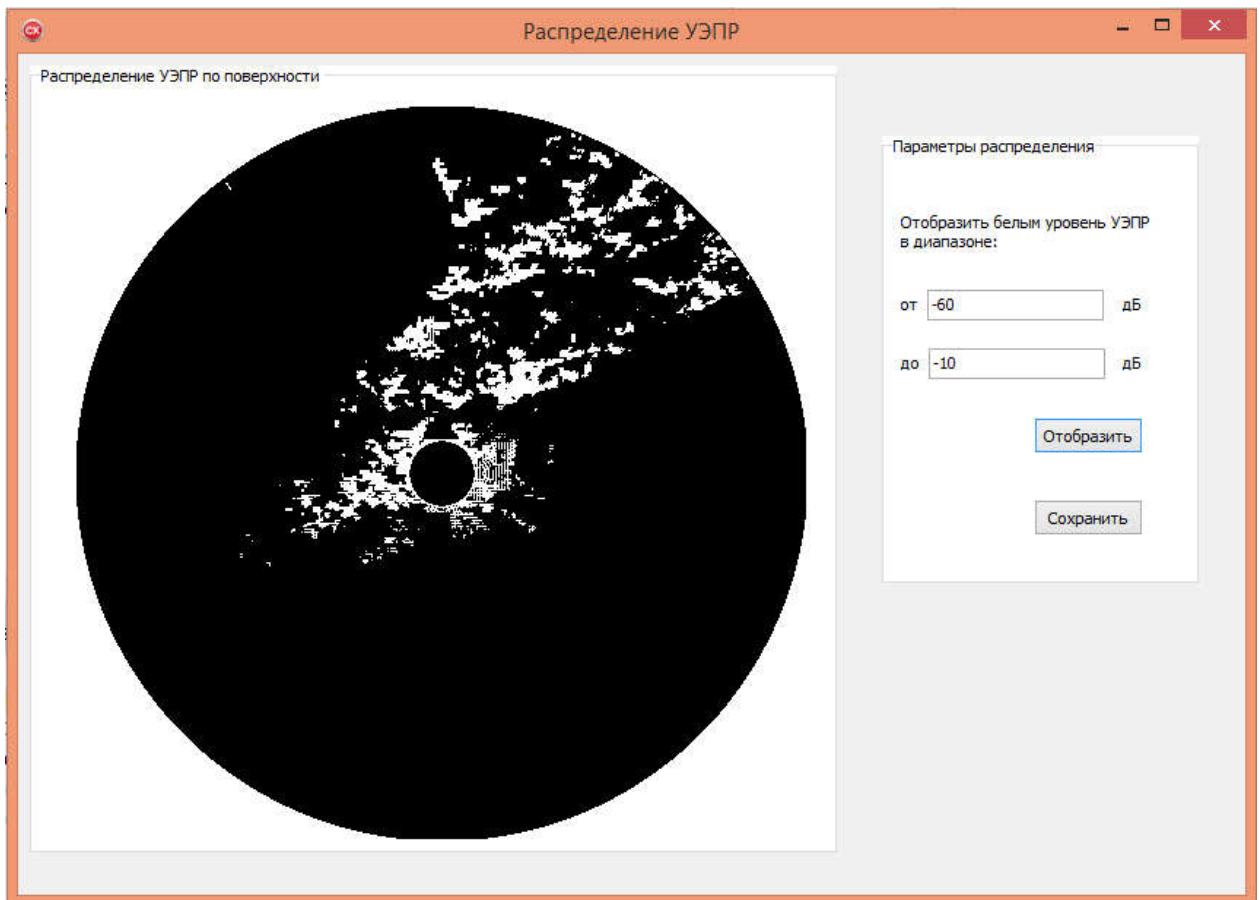 Распределение УЭПР
Распределение УЭПР по поверхности
Параметры распределения
Отобразить белым уровень УЭПР
в диапазоне:
от -60 дБ
до -10 дБ
Отобразить
Сохранить